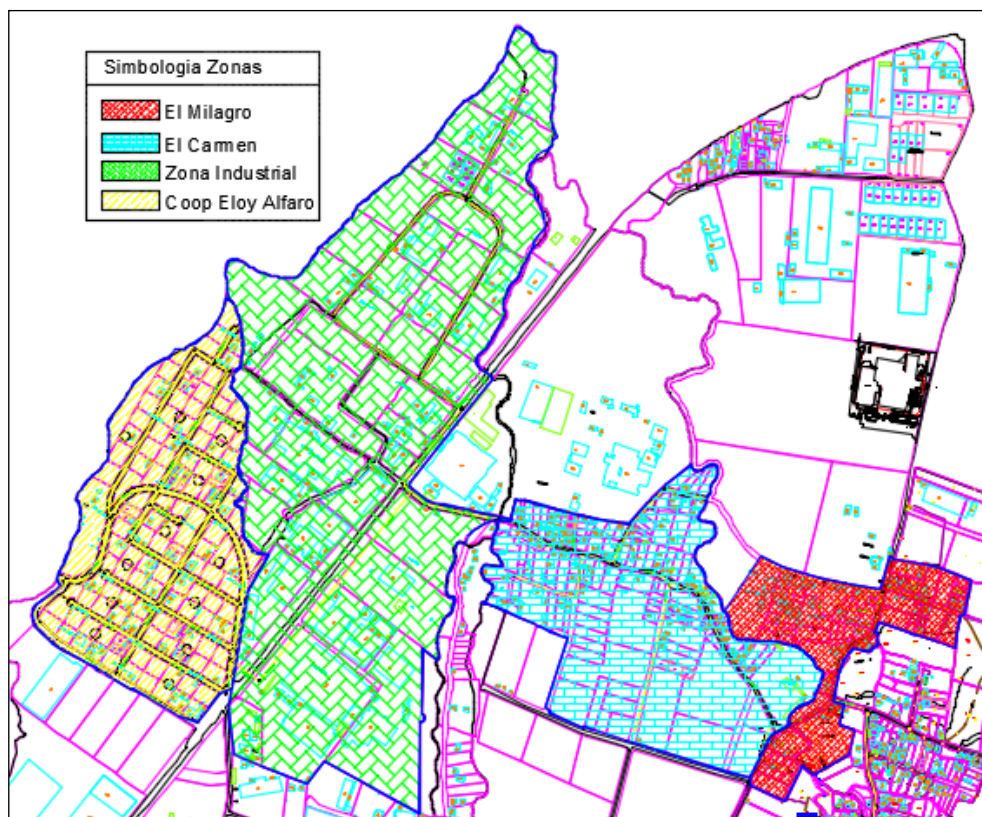 Simbologia Zonas
El Milagro
El Carmen
Zona Industrial
Coop Eloy Alfaro